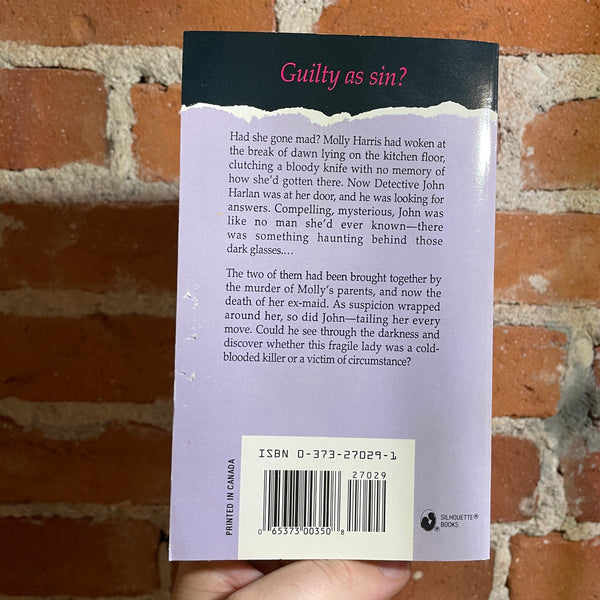 Guilty as sin?
Had she gone mad? Molly Harris had woken at
the break of dawn lying on the kitchen floor,
clutching a bloody knife with no memory of
how she'd gotten there. Now Detective John
Harlan was at her door, and he was looking for
answers. Compelling, mysterious, John was
like no man she'd ever known—there
was something haunting behind those
dark glasses....
The two of them had been brought together by
the murder of Molly's parents, and now the
death of her ex-maid. As suspicion wrapped
around her, so did John—tailing her every
move. Could he see through the darkness and
discover whether this fragile lady was a cold-
blooded killer or a victim of circumstance?
ISBN 0-373-27029-1
27029
0 65373 00350 8
PRINTED IN CANADA
SILHOUETTE®
BOOKS
®